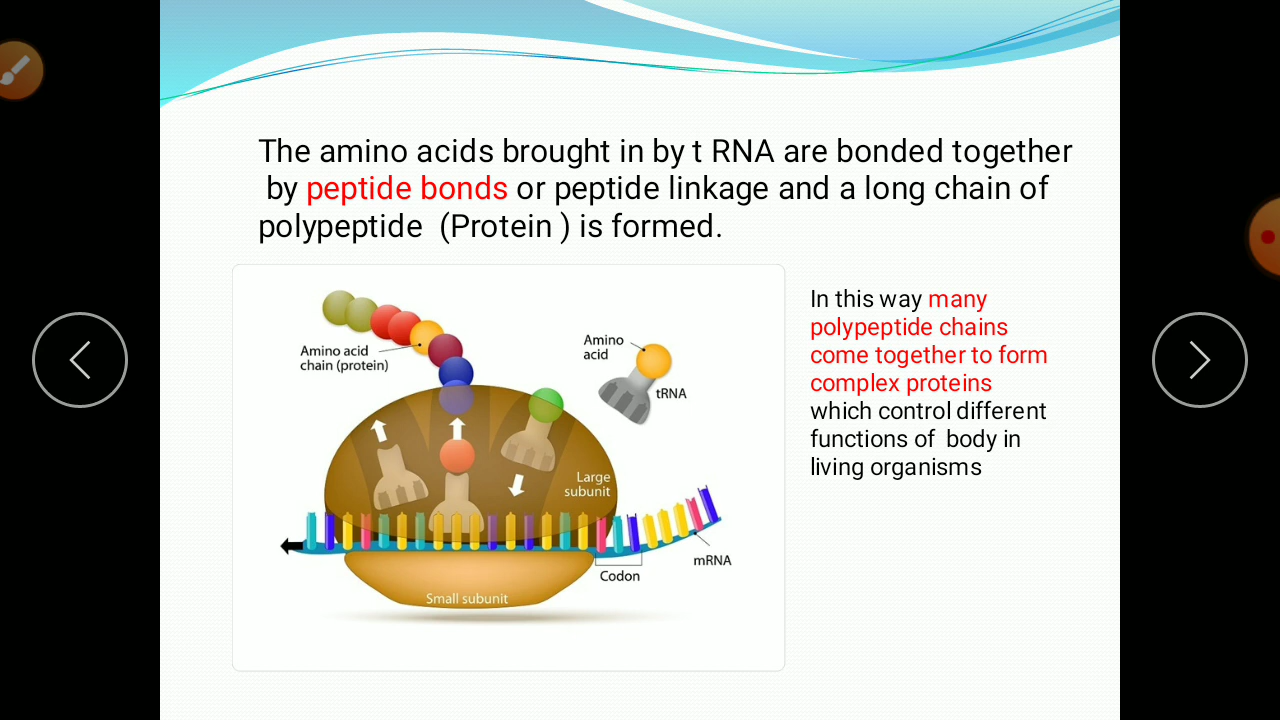 The amino acids brought in by t RNA are bonded together
by peptide bonds or peptide linkage and a long chain of
polypeptide (Protein ) is formed.
Amino acid
chain (protein)
Amino
acid
tRNA
Large
subunit
mRNA
Codon
Small subunit
In this way many
polypeptide chains
come together to form
complex proteins
which control different
functions of body in
living organisms